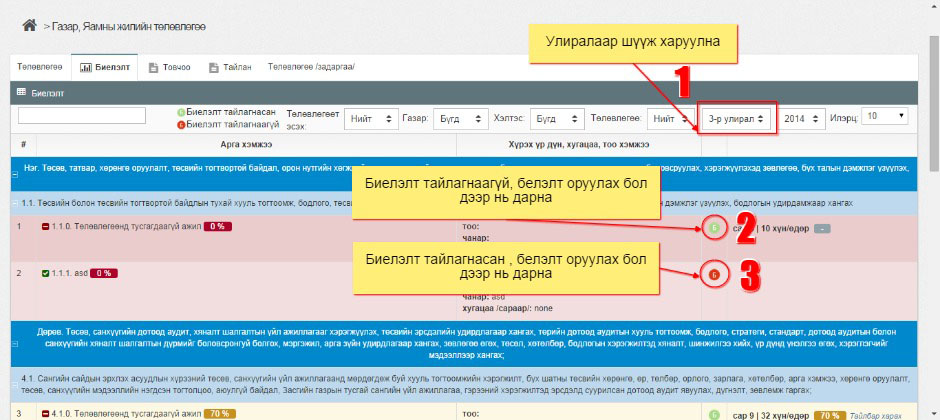 > Газар, Яамны жилийн төлөвлөгөө
Төлөвлөгөө Биелэлт Товчоо Тайлан Төлөвлөгөө /задаргаа/
Улиралаар шүүж харуулна
1
Биелэлт
Биелэлт тайлагнасан
Биелэлт тайлагнаагүй
Төлөвлөгөөт эсэх: Нийт Газар: Бүгд Хэлтэс: Бүгд Төлөвлөгөө: Нийт 3-р улирал 2014 Илэрц: 10
# Арга хэмжээ Хүрэх үр дүн, хугацаа, тоо хэмжээ
Нэг. Төсөв, татвар, хөрөнгө оруулалт, төсвийн тогтвортой байдал, орон нутгийн
боловсруулах, хэрэгжүүлэхэд зөвлөгөө, бүх талын дэмжлэг үзүүлэх,
1.1. Төсвийн болон төсвийн тогтвортой байдлын тухай хууль тогтоомж, бодлого,
дэмжлэг үзүүлэх, бодлогын удирдамжаар хангах
Биелэлт тайлагнаагүй, белэлт оруулах бол
дээр нь дарна
1 1.1.0. Төлөвлөгөөнд тусгагдаагүй ажил 0 %
тоо:
чанар:
6 сар | 10 хүн/өдөр -
2
Биелэлт тайлагнасан , белэлт оруулах бол
дээр нь дарна
2 1.1.1. asd 0 %
чанар: asd
хугацаа /сараар/: none
6
3
Дөрөв. Төсөв, санхүүгийн дотоод аудит, хяналт шалгалтын үйл ажиллагааг хэрэгжүүлэх, төсвийн эрсдэлийн удирдлагаар хангах, төрийн дотоод аудитын хууль тогтоомж, бодлого, стратеги, стандарт, дотоод аудитын болон
санхүүгийн хяналт шалгалтын дүрмийг боловсронгуй болгох, мэргэжил, арга зүйн удирдлагаар хангах, зөвлөгөө өгөх, төсөл, хөтөлбөр, бодлогын хэрэгжилтэд хяналт, шинжилгээ хийх, үр дүнд үнэлгээ өгөх, хэрэглэгчийг
мэдээллээр хангах;
4.1. Сангийн сайдын эрхлэх асуудлын хүрээний төсөв, санхүүгийн үйл ажиллагаанд мөрдөгдөж буй хууль тогтоомжийн хэрэгжилт, бүх шатны төсвийн хөрөнгө, өр, төлбөр, орлого, зарлага, хөтөлбөр, арга хэмжээ, хөрөнгө оруулалт,
төсөв, санхүүгийн мэдээллийн нэгдсэн тогтолцоо, аюулгүй байдал, Засгийн газрын тусгай сангийн үйл ажиллагаа, гэрээний хэрэгжилтэд эрсдэлд суурилсан дотоод аудит явуулах, дүгнэлт, зөвлөмж гаргах;
3 4.1.0. Төлөвлөгөөнд тусгагдаагүй ажил 70 % тоо: 6 сар 9 | 32 хүн/өдөр 70 % Тайлбар харах